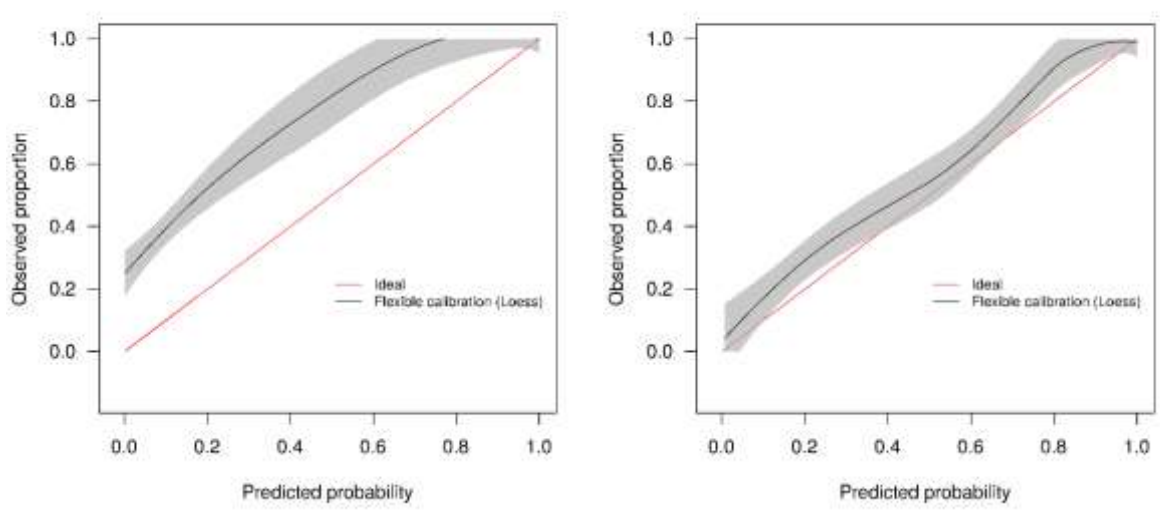 1.0
0.8
0.6
0.4
0.2
0.0
Observed proportion
Ideal
Flexible calibration (Loess)
0.0 0.2 0.4 0.6 0.8 1.0
Predicted probability
1.0
0.8
0.6
0.4
0.2
0.0
Observed proportion
Ideal
Flexible calibration (Loess)
0.0 0.2 0.4 0.6 0.8 1.0
Predicted probability